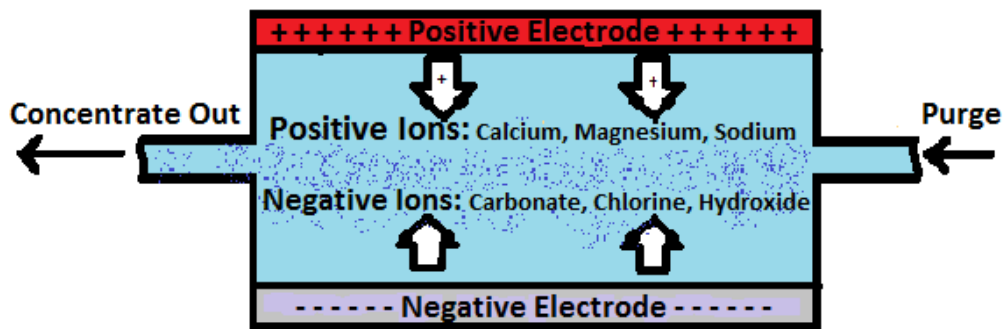 ++++++ Positive Electrode ++++++
+ +
Concentrate Out
Purge
Positive Ions: Calcium, Magnesium, Sodium
Negative Ions: Carbonate, Chlorine, Hydroxide
------ Negative Electrode ------